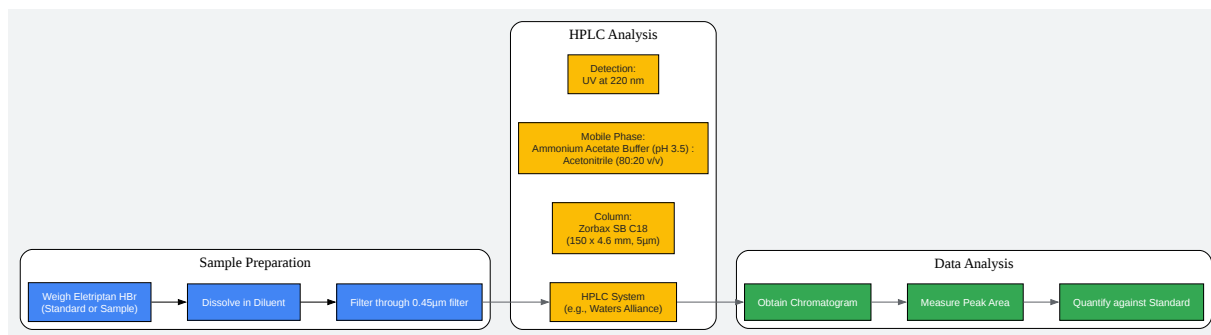 HPLC Analysis
Detection:
UV at 220 nm
Mobile Phase:
Ammonium Acetate Buffer (pH 3.5) :
Acetonitrile (80:20 v/v)
Column:
Zorbax SB C18
(150 x 4.6 mm, 5µm)
HPLC System
(e.g., Waters Alliance)
Sample Preparation
Weigh Eletriptan HBr
(Standard or Sample)
Dissolve in Diluent
Filter through 0.45µm filter
Data Analysis
Obtain Chromatogram
Measure Peak Area
Quantify against Standard